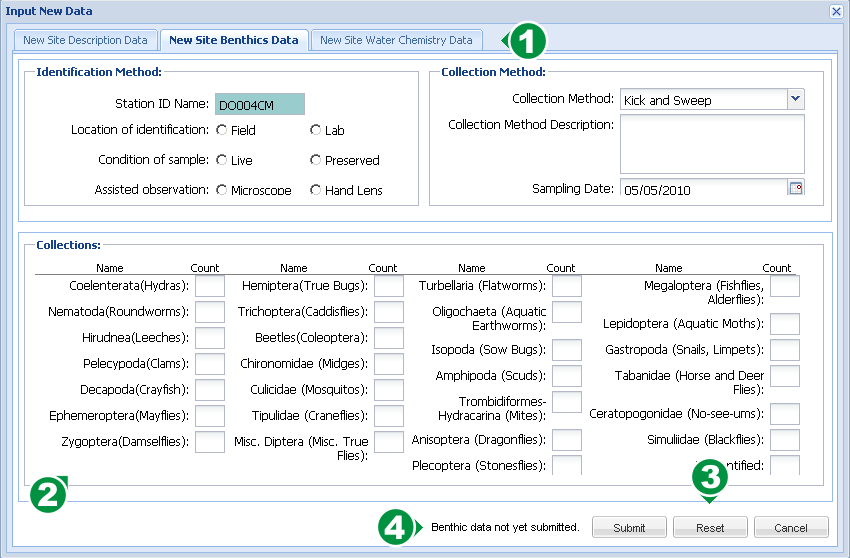 Input New Data
New Site Description Data
New Site Benthics Data
New Site Water Chemistry Data
1
Identification Method:
Station ID Name: DO004CM
Location of identification: Field Lab
Condition of sample: Live Preserved
Assisted observation: Microscope Hand Lens
Collection Method:
Collection Method: Kick and Sweep
Collection Method Description:
Sampling Date: 05/05/2010
Collections:
Name Count
Coelenterata(Hydras):
Nematoda(Roundworms):
Hirudnea(Leeches):
Pelecypoda(Clams):
Decapoda(Crayfish):
Ephemeroptera(Mayflies):
Zygoptera(Damselflies):
Name Count
Hemiptera(True Bugs):
Trichoptera(Caddisflies):
Beetles(Coleoptera):
Chironomidae (Midges):
Culicidae (Mosquitos):
Tipulidae (Craneflies):
Misc. Diptera (Misc. True
Flies):
Name Count
Turbellaria (Flatworms):
Oligochaeta (Aquatic
Earthworms):
Isopoda (Sow Bugs):
Amphipoda (Scuds):
Trombidiformes-
Hydracarina (Mites):
Anisoptera (Dragonflies):
Plecoptera (Stonesflies):
Name Count
Megaloptera (Fishflies,
Alderflies):
Lepidoptera (Aquatic Moths):
Gastropoda (Snails, Limpets):
Tabanidae (Horse and Deer
Flies):
Ceratopogonidae (No-see-ums):
Simuliidae (Blackflies):
2
3
4
Benthic data not yet submitted.
Submit
Reset
Cancel